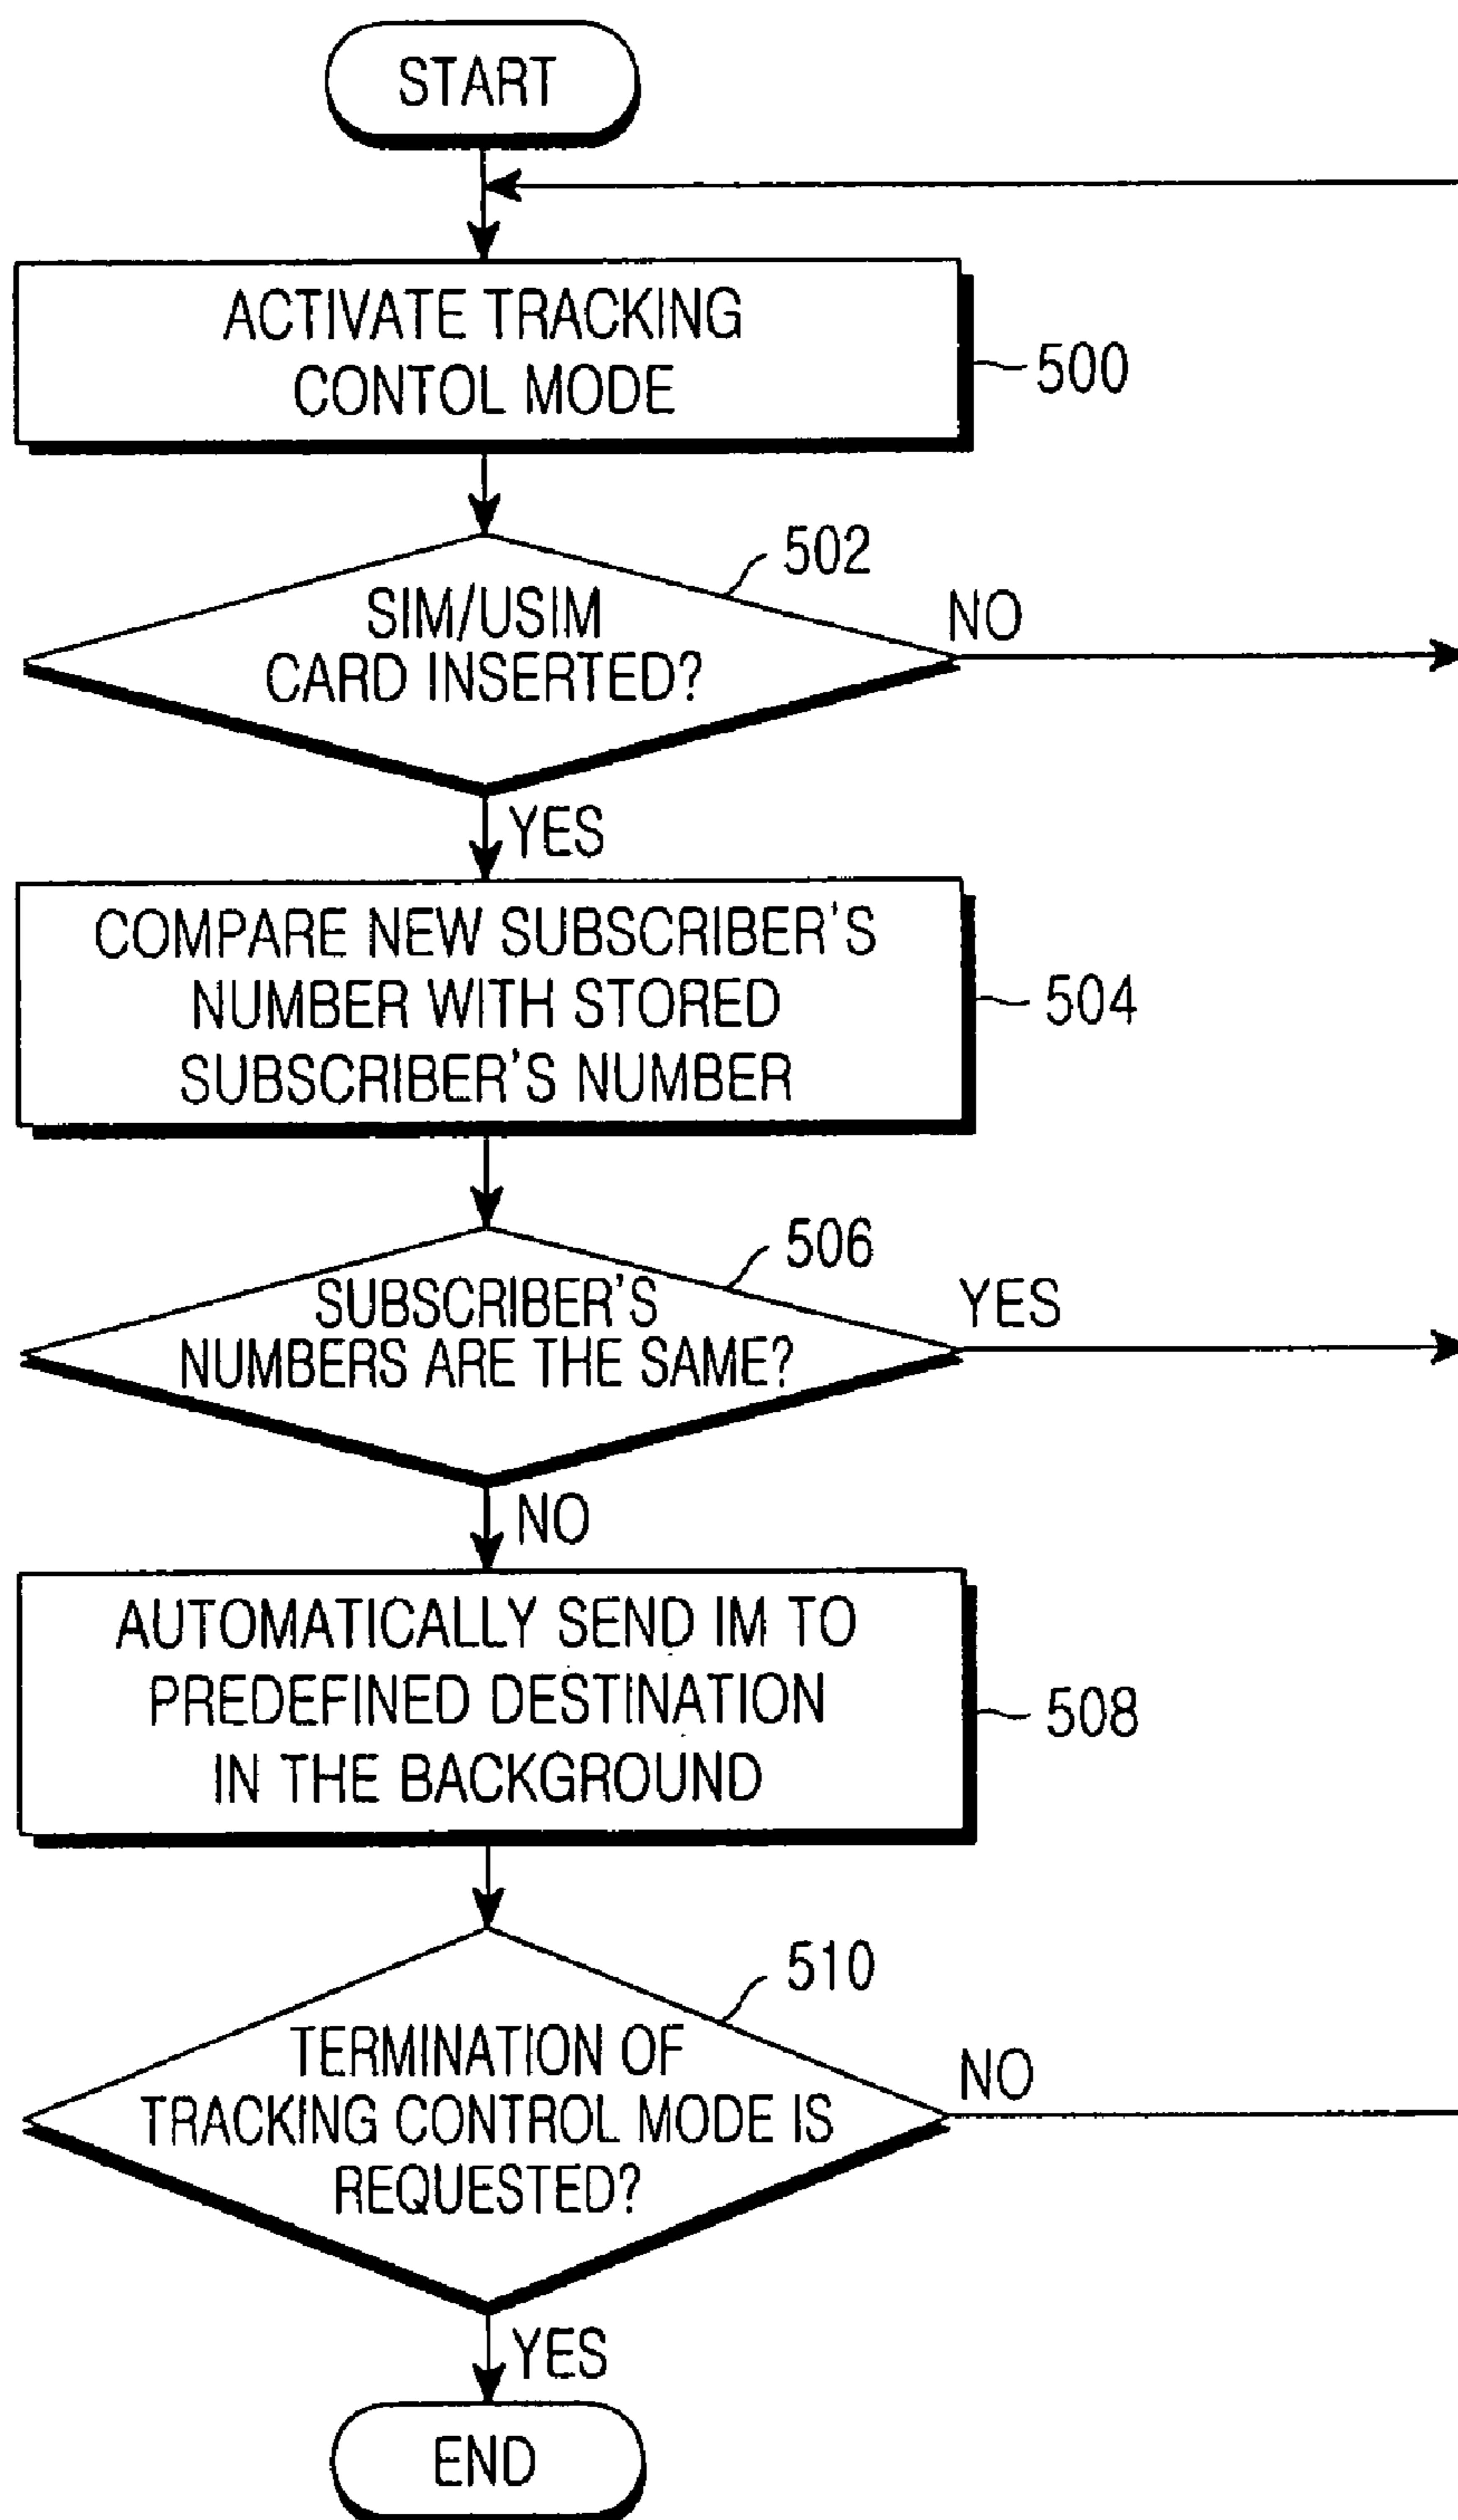 START
ACTIVATE TRACKING
CONTOL MODE
500
502
SIM/USIM
CARD INSERTED?
NO
YES
COMPARE NEW SUBSCRIBER'S
NUMBER WITH STORED
SUBSCRIBER'S NUMBER
504
506
SUBSCRIBER'S
NUMBERS ARE THE SAME?
YES
NO
AUTOMATICALLY SEND IM TO
PREDEFINED DESTINATION
IN THE BACKGROUND
508
510
TERMINATION OF
TRACKING CONTROL MODE IS
REQUESTED?
NO
YES
END